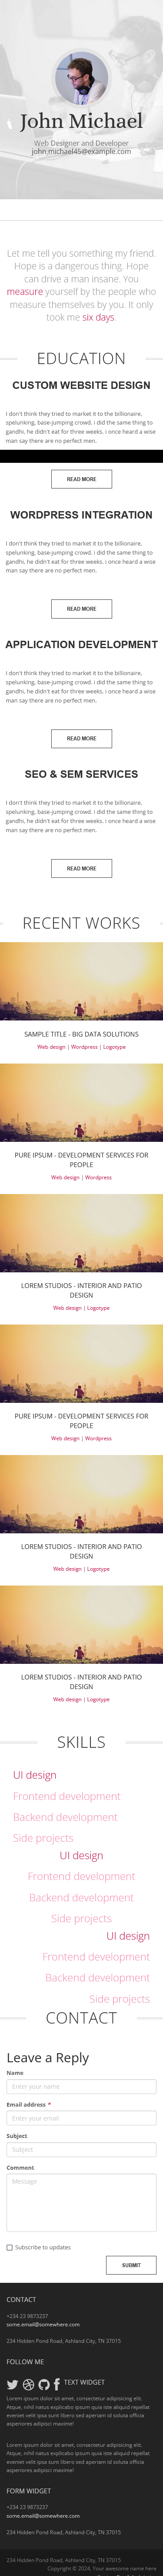 John Michael
Web Designer and Developer
john.michael45@example.com
Let me tell you something my friend.
Hope is a dangerous thing. Hope
can drive a man insane. You
measure yourself by the people who
measure themselves by you. It only
took me six days.
EDUCATION
CUSTOM WEBSITE DESIGN
I don't think they tried to market it to the billionaire,
spelunking, base-jumping crowd. i did the same thing to
gandhi, he didn't eat for three weeks. i once heard a wise
man say there are no perfect men.
READ MORE
WORDPRESS INTEGRATION
I don't think they tried to market it to the billionaire,
spelunking, base-jumping crowd. i did the same thing to
gandhi, he didn't eat for three weeks. i once heard a wise
man say there are no perfect men.
READ MORE
APPLICATION DEVELOPMENT
I don't think they tried to market it to the billionaire,
spelunking, base-jumping crowd. i did the same thing to
gandhi, he didn't eat for three weeks. i once heard a wise
man say there are no perfect men.
READ MORE
SEO & SEM SERVICES
I don't think they tried to market it to the billionaire,
spelunking, base-jumping crowd. i did the same thing to
gandhi, he didn't eat for three weeks. i once heard a wise
man say there are no perfect men.
READ MORE
RECENT WORKS
SAMPLE TITLE - BIG DATA SOLUTIONS
Web design | Wordpress | Logotype
PURE IPSUM - DEVELOPMENT SERVICES FOR
PEOPLE
Web design | Wordpress
LOREM STUDIOS - INTERIOR AND PATIO
DESIGN
Web design | Logotype
PURE IPSUM - DEVELOPMENT SERVICES FOR
PEOPLE
Web design | Wordpress
LOREM STUDIOS - INTERIOR AND PATIO
DESIGN
Web design | Logotype
LOREM STUDIOS - INTERIOR AND PATIO
DESIGN
Web design | Logotype
SKILLS
UI design
Frontend development
Backend development
Side projects
UI design
Frontend development
Backend development
Side projects
UI design
Frontend development
Backend development
Side projects
CONTACT
Leave a Reply
Name
Enter your name
Email address *
Enter your email
Subject
Subject
Comment
Message
Subscribe to updates
SUBMIT
CONTACT
+234 23 9873237
some.email@somewhere.com
234 Hidden Pond Road, Ashland City, TN 37015
FOLLOW ME
TEXT WIDGET
Lorem ipsum dolor sit amet, consectetur adipisicing elit.
Atque, nihil natus explicabo ipsum quia iste aliquid repellat
eveniet velit ipsa sunt libero sed aperiam id soluta officia
asperiores adipisci maxime!
Lorem ipsum dolor sit amet, consectetur adipisicing elit.
Atque, nihil natus explicabo ipsum quia iste aliquid repellat
eveniet velit ipsa sunt libero sed aperiam id soluta officia
asperiores adipisci maxime!
FORM WIDGET
+234 23 9873237
some.email@somewhere.com
234 Hidden Pond Road, Ashland City, TN 37015
234 Hidden Pond Road, Ashland City, TN 37015
Copyright © 2024, Your awesome name here